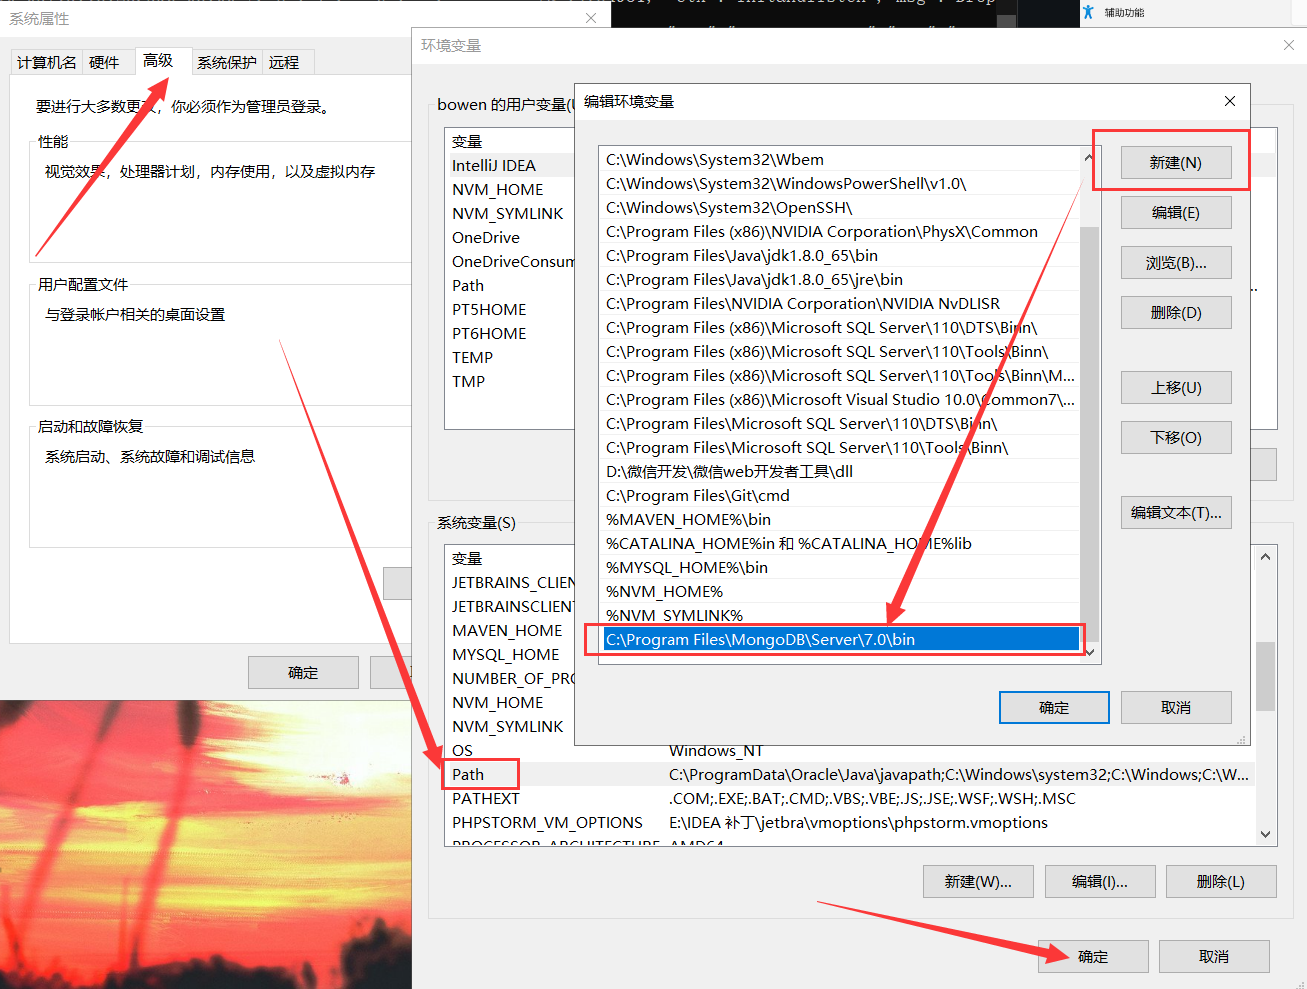 系统属性
辅助功能
计算机名
硬件
高级
系统保护
远程
要进行大多数更改，你必须作为管理员登录。
性能
视觉效果，处理器计划，内存使用，以及虚拟内存
用户配置文件
与登录帐户相关的桌面设置
启动和故障恢复
系统启动、系统故障和调试信息
确定
环境变量
bowen 的用户变量(U
变量
IntelliJ IDEA
NVM_HOME
NVM_SYMLINK
OneDrive
OneDriveConsum
Path
PT5HOME
PT6HOME
TEMP
TMP
系统变量(S)
变量
JETBRAINS_CLIEN
JETBRAINSCLIENT
MAVEN_HOME
MYSQL_HOME
NUMBER_OF_PRO
NVM_HOME
NVM_SYMLINK
OS Windows_NT
Path C:\ProgramData\Oracle\Java\javapath;C:\Windows\system32;C:\Windows;C:\W...
PATHEXT .COM;.EXE;.BAT;.CMD;.VBS;.VBE;.JS;.JSE;.WSF;.WSH;.MSC
PHPSTORM_VM_OPTIONS E:\IDEA 补丁\jetbra\vmoptions\phpstorm.vmoptions
PROCESSOR_ARCHITECTURE AMD64
新建(W)...
编辑(I)...
删除(L)
确定
取消
编辑环境变量
C:\Windows\System32\Wbem
C:\Windows\System32\WindowsPowerShell\v1.0\
C:\Windows\System32\OpenSSH\
C:\Program Files (x86)\NVIDIA Corporation\PhysX\Common
C:\Program Files\Java\jdk1.8.0_65\bin
C:\Program Files\Java\jdk1.8.0_65\jre\bin
C:\Program Files\NVIDIA Corporation\NVIDIA NvDLISR
C:\Program Files (x86)\Microsoft SQL Server\110\DTS\Binn\
C:\Program Files (x86)\Microsoft SQL Server\110\Tools\Binn\
C:\Program Files (x86)\Microsoft SQL Server\110\Tools\Binn\M...
C:\Program Files (x86)\Microsoft Visual Studio 10.0\Common7\...
C:\Program Files\Microsoft SQL Server\110\DTS\Binn\
C:\Program Files\Microsoft SQL Server\110\Tools\Binn\
D:\微信开发\微信web开发者工具\dll
C:\Program Files\Git\cmd
%MAVEN_HOME%\bin
%CATALINA_HOME%in 和 %CATALINA_HOME%lib
%MYSQL_HOME%\bin
%NVM_HOME%
%NVM_SYMLINK%
C:\Program Files\MongoDB\Server\7.0\bin
新建(N)
编辑(E)
浏览(B)...
删除(D)
上移(U)
下移(O)
编辑文本(T)...
确定
取消